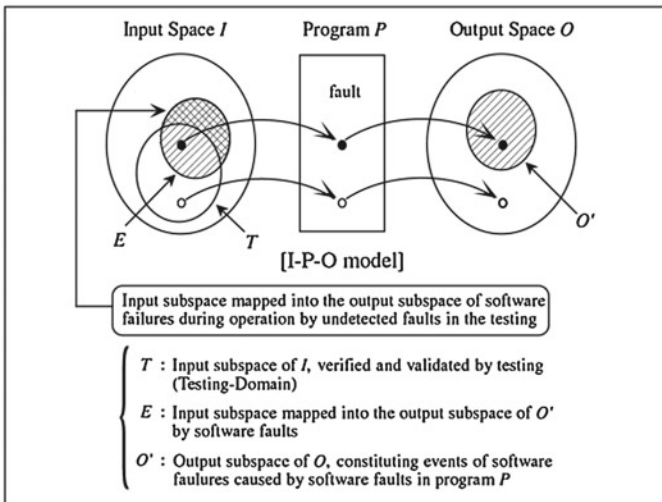 Input Space I Program P Output Space O
fault
E T O'
[I-P-O model]
Input subspace mapped into the output subspace of software
failures during operation by undetected faults in the testing
T : Input subspace of I, verified and validated by testing
(Testing-Domain)
E : Input subspace mapped into the output subspace of O'
by software faults
O' : Output subspace of O, constituting events of software
faulures caused by software faults in program P